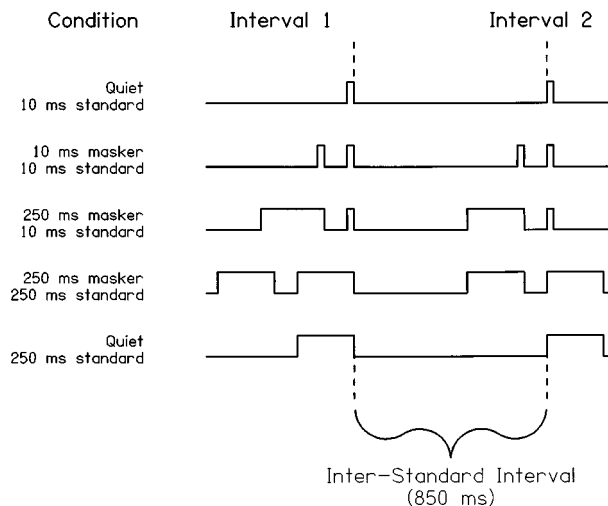 Condition Interval 1 Interval 2
Quiet
10 ms standard
10 ms masker
10 ms standard
250 ms masker
10 ms standard
250 ms masker
250 ms standard
Quiet
250 ms standard
Inter-Standard Interval
(850 ms)